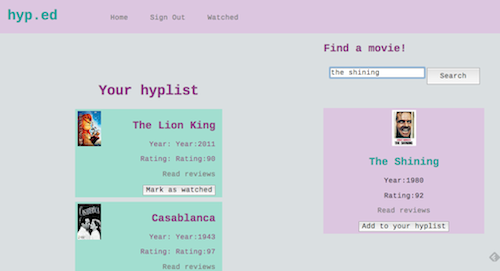 hyp.ed
Home Sign Out Watched
Find a movie!
the shining
Search
Your hyplist
The Lion King
Year: Year:2011
Rating: Rating:90
Read reviews
Mark as watched
Casablanca
Year: Year:1943
Rating: Rating:97
Read reviews
The Shining
Year:1980
Rating:92
Read reviews
Add to your hyplist